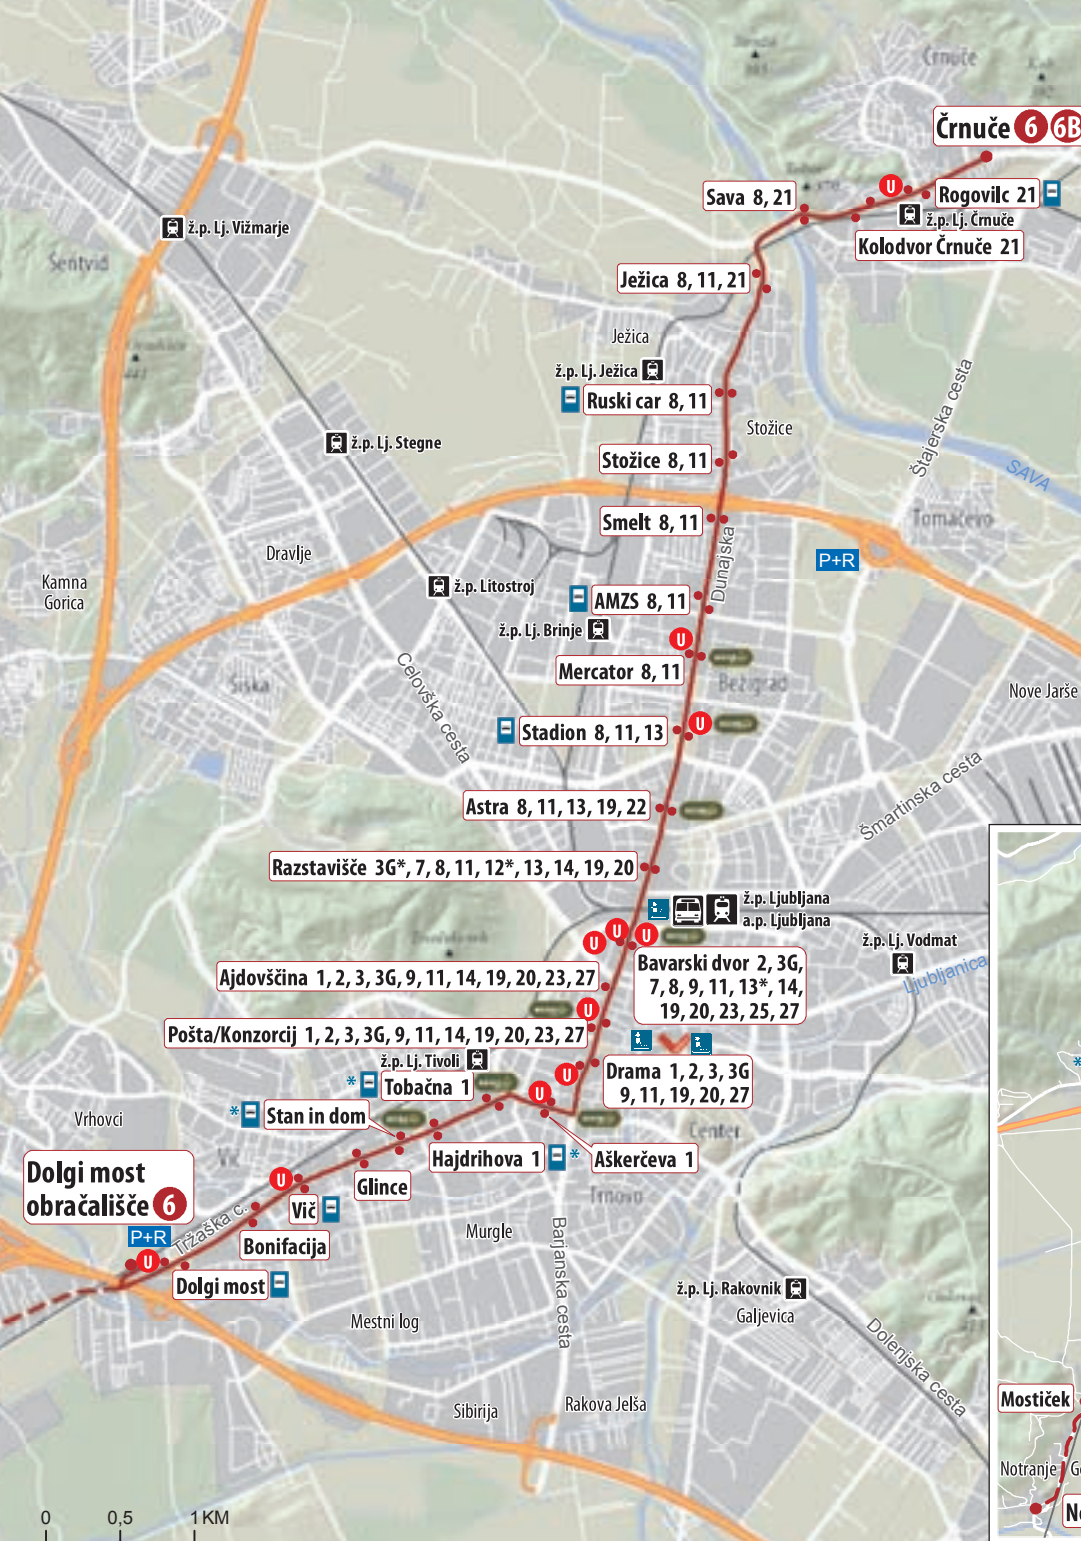 Črnuče
Črnuče 6 6B
U
Rogovilc 21
Sava 8, 21
ž.p. Lj. Črnuče
Kolodvor Črnuče 21
ž.p. Lj. Vižmarje
Šentvid
Ježica 8, 11, 21
Ježica
ž.p. Lj. Ježica
Ruski car 8, 11
Štajerska cesta
Stožice
ž.p. Lj. Stegne
Stožice 8, 11
SAVA
Smelt 8, 11
Tomačevo
Dunajska
Dravlje
P+R
Kamna
Gorica
ž.p. Litostroj
AMZS 8, 11
ž.p. Lj. Brinje
U
Mercator 8, 11
Celovška cesta
Šiška
Bežigrad
Nove Jarše
U
Stadion 8, 11, 13
Šmartinska cesta
Astra 8, 11, 13, 19, 22
Razstavišče 3G*, 7, 8, 11, 12*, 13, 14, 19, 20
ž.p. Ljubljana
a.p. Ljubljana
U U U
ž.p. Lj. Vodmat
Ljubljanica
Bavarski dvor 2, 3G,
7, 8, 9, 11, 13*, 14,
19, 20, 23, 25, 27
Ajdovščina 1, 2, 3, 3G, 9, 11, 14, 19, 20, 23, 27
U
Pošta/Konzorcij 1, 2, 3, 3G, 9, 11, 14, 19, 20, 23, 27
ž.p. Lj. Tivoli
U
Drama 1, 2, 3, 3G
9, 11, 19, 20, 27
* Tobačna 1
U
* Stan in dom
Vrhovci
Center
Hajdrihova 1 *
Aškerčeva 1
Vič
Dolgi most
obračališče 6
Glince
U
Vič
Trnovo
Tržaška c.
Murgle
Barjanska cesta
P+R
U
Bonifacija
Dolgi most
ž.p. Lj. Rakovnik
Galjevica
Mestni log
Dolenjska cesta
Sibirija
Rakova Jelša
*
Mostiček
Notranje
0 0,5 1 KM